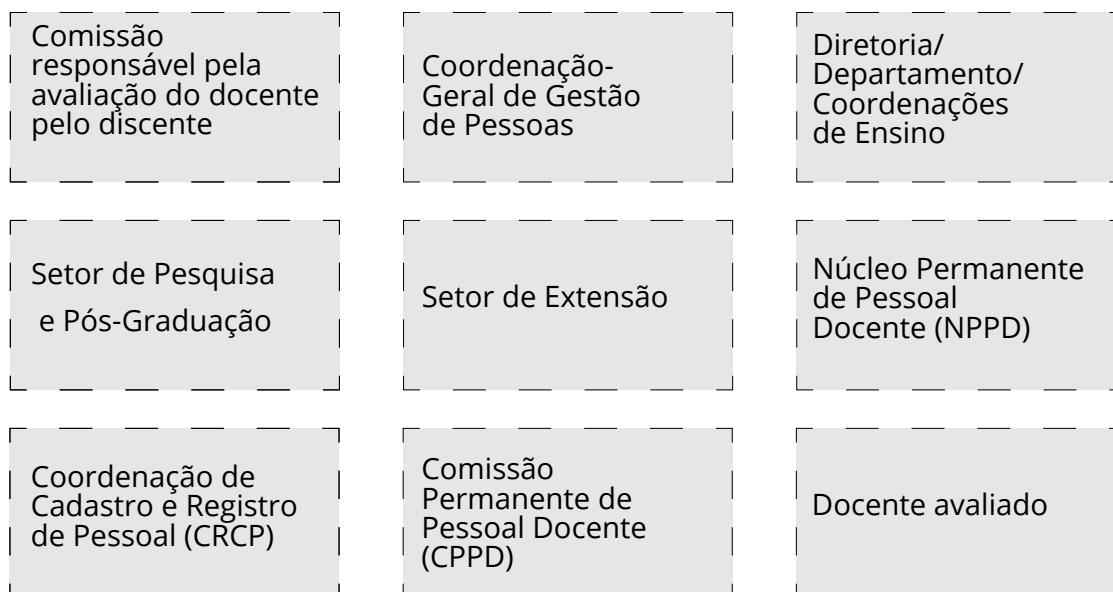 Comissão
responsável pela
avaliação do docente
pelo discente
Coordenação-
Geral de Gestão
de Pessoas
Diretoria/
Departamento/
Coordenações
de Ensino
Setor de Pesquisa
e Pós-Graduação
Setor de Extensão
Núcleo Permanente
de Pessoal
Docente (NPPD)
Coordenação de
Cadastro e Registro
de Pessoal (CRCP)
Comissão
Permanente de
Pessoal Docente
(CPPD)
Docente avaliado